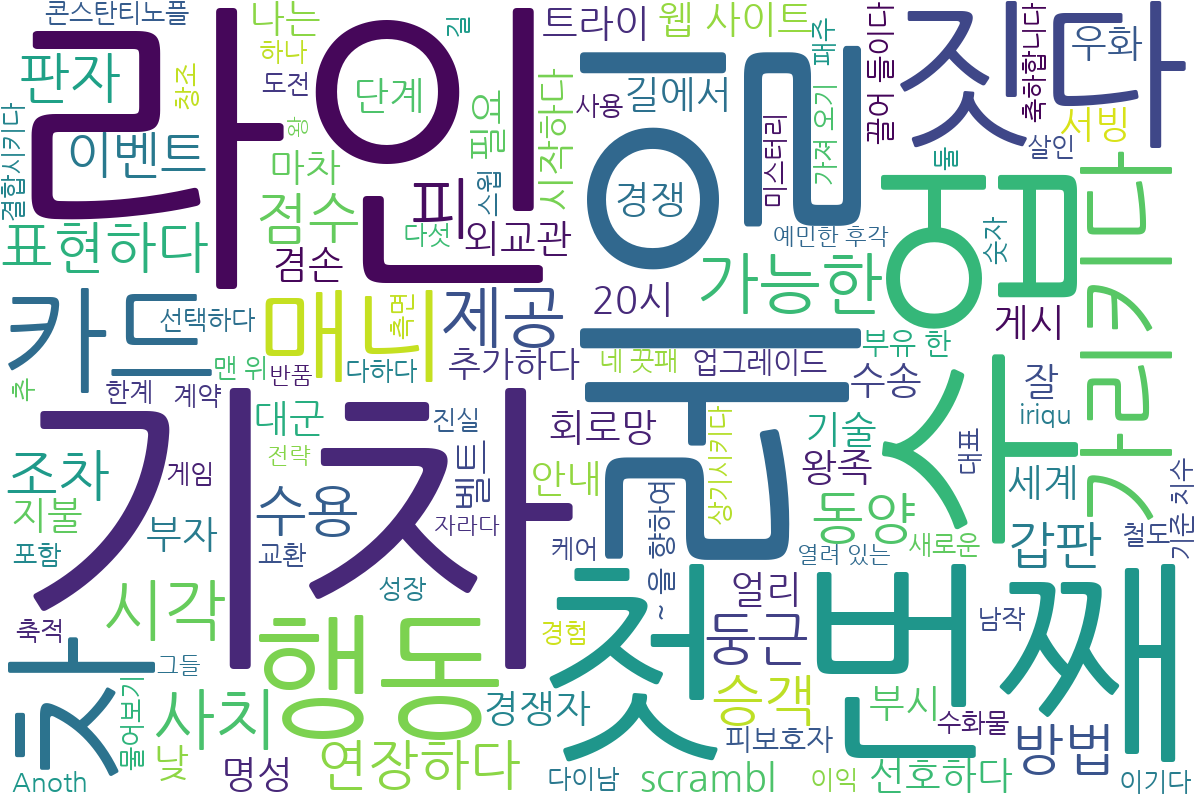 콘스탄티노플
나는
길
트라이
웹 사이트
패주
끌어 들이다
축하합니다
우화
짓다
라인
여행
판자
창조
하나
도전
단계
사용
길에서
미스터리
가져 오기
서빙
살인
이벤트
왕
마차
필요
시작하다
스웝
경쟁
둘
수업
가리키다
결합시키다
표현하다
점수
겸손
피
다섯
외교관
예민한 후각
숫자
가능한
20시
게시
카드
선택하다
매너
측면
제공
맨 위
반품
다하다
추가하다
네 끗패
업그레이드
부유 한
수송
잘
iriqu
축
한계
계약
기차
대군
진실
회로망
그
상기시키다
기술
왕족
대표
세계
조차
게임
전략
벨트
안내
지불
부자
수용
자라다
~ 을 향하여
동양
갑판
철도
기준 치수
포함
교환
케어
열려 있는
새로운
시각
성장
첫 번째
얼리
둥근
남작
축적
행동
경험
차
그들
물어보기
사치
경쟁자
승객
부시
수화물
방법
낮
명성
연장하다
피보호자
Anoth
다이남
scrambl
이익
선호하다
이기다